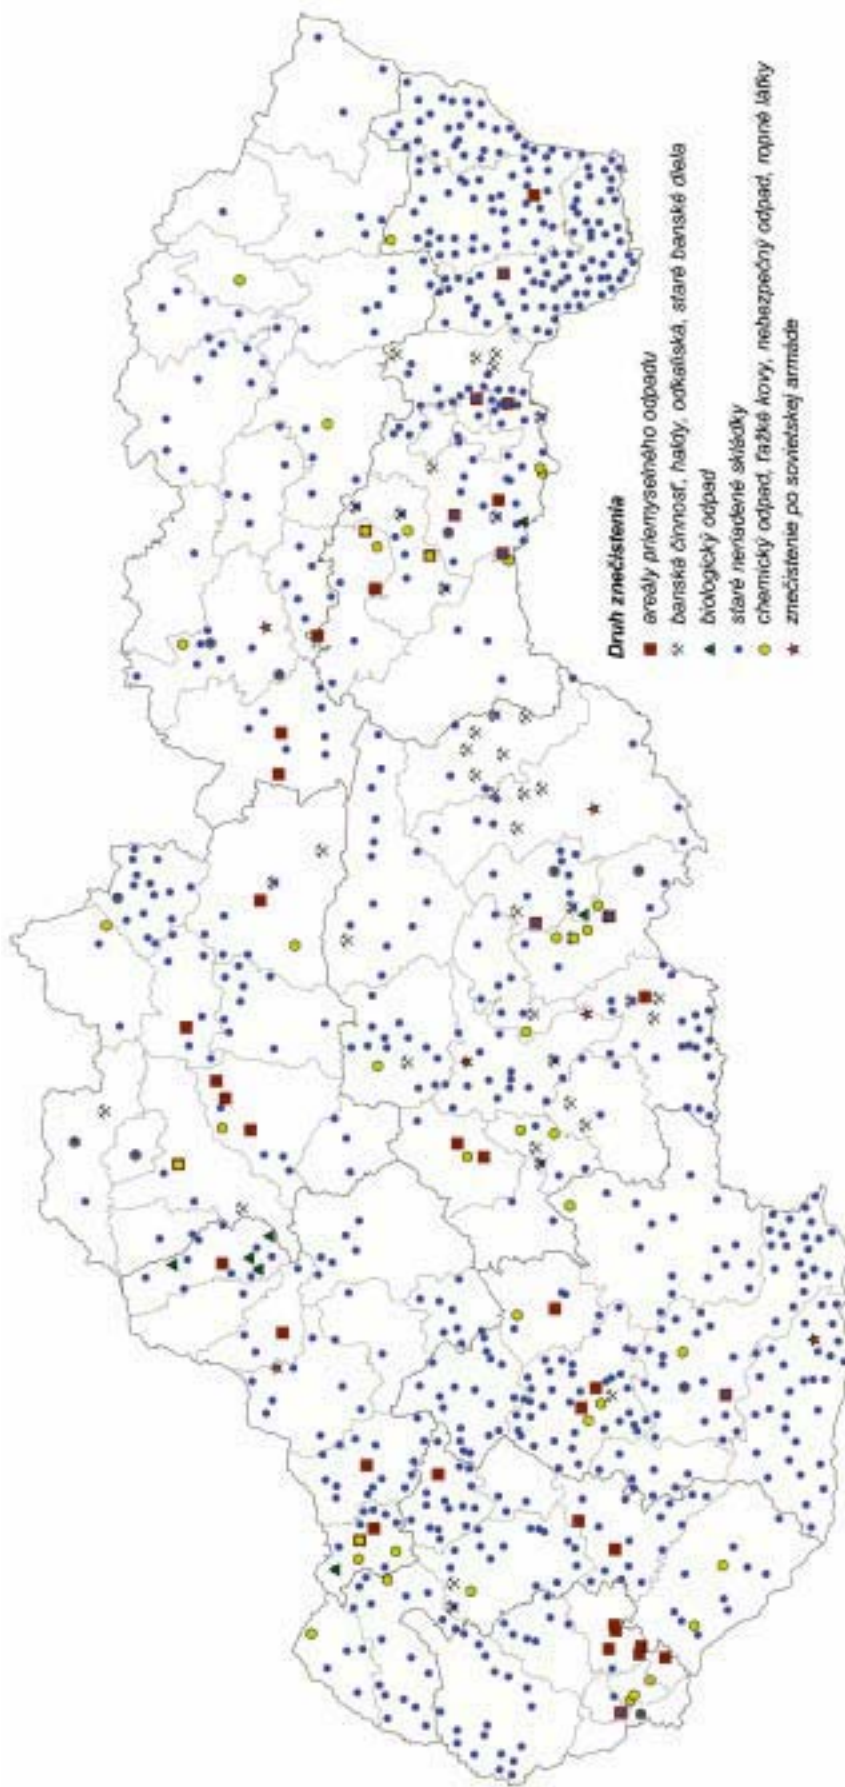 Druh znečistenia
areály priemyselného odpadu
banská činnosť, haldy, odkaliská, staré banské diela
biologický odpad
staré neriadené skládky
chemický odpad, ťažké kovy, nebezpečný odpad, ropné látky
znečistenie po sovietskej armáde